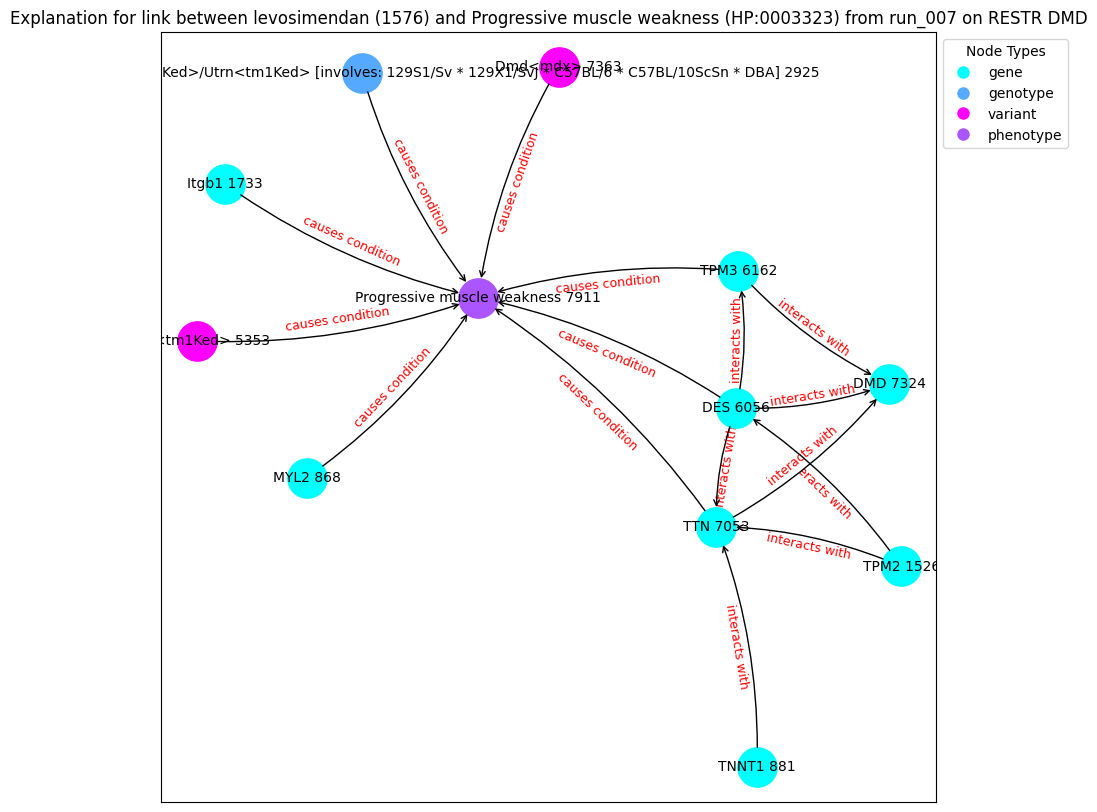 Explanation for link between levosimendan (1576) and Progressive muscle weakness (HP:0003323) from run_007 on RESTR DMD
Node Types
gene
genotype
variant
phenotype
Ked>/Utrn<tm1Ked> [involves: 129S1/Sv * 129X1/SvJ * C57BL/6 * C57BL/10ScSn * DBA] 2925
Dmd<mdx> 7363
causes condition
causes condition
Itgb1 1733
causes condition
TPM3 6162
causes condition
Progressive muscle weakness 7911
interacts with
causes condition
<tm1Ked> 5353
interacts with
causes condition
causes condition
DMD 7324
interacts with
DES 6056
causes condition
interacts with
interacts with
eracts with
MYL2 868
TTN 7053
interacts with
TPM2 1526
interacts with
TNNT1 881